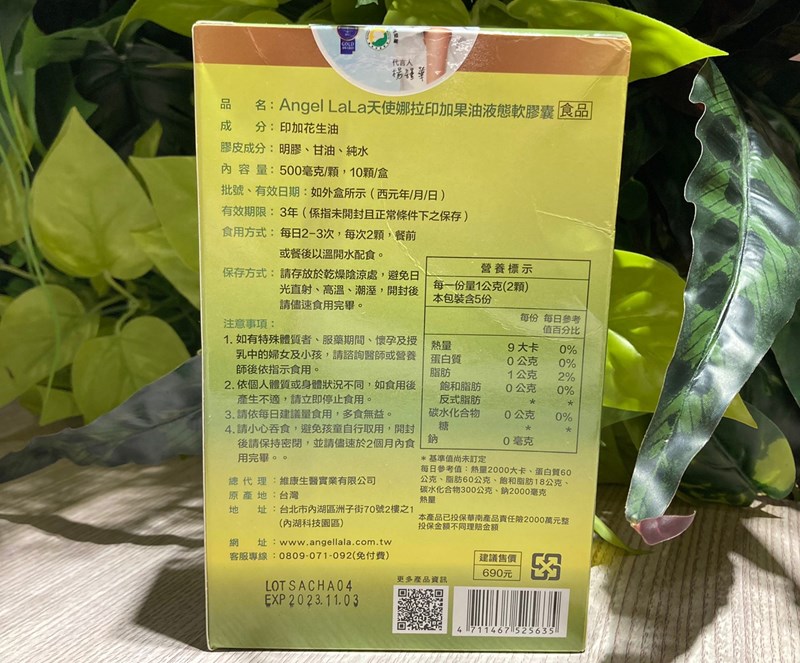 GOLD
代言人
品　　名：Angel LaLa天使娜拉印加果油液態軟膠囊 食品
成　　分：印加花生油
膠皮成分：明膠、甘油、純水
內 容 量：500毫克/顆，10顆/盒
批號、有效日期：如外盒所示（西元年/月/日）
有效期限：3年（係指未開封且正常條件下之保存）
食用方式：每日2-3次，每次2顆，餐前
或餐後以溫開水配食。
保存方式：請存放於乾燥陰涼處，避免日
光直射、高溫、潮溼，開封後
請儘速食用完畢。
注意事項：
1. 如有特殊體質者、服藥期間、懷孕及授
乳中的婦女及小孩，請諮詢醫師或營養
師後依指示食用。
2. 依個人體質或身體狀況不同，如食用後
產生不適，請立即停止食用。
3. 請依每日建議量食用，多食無益。
4. 請小心吞食，避免孩童自行取用，開封
後請保持密閉，並請儘速於2個月內食
用完畢。
營養標示
每一份量1公克(2顆)
本包裝含5份
每份 每日參考
值百分比
熱量 9大卡 0%
蛋白質 0公克 0%
脂肪 1公克 2%
飽和脂肪 0公克 0%
反式脂肪 * *
碳水化合物 0公克 0%
糖 * *
鈉 0毫克
*基準值尚未訂定
每日參考值：熱量2000大卡、蛋白質60
公克、脂肪60公克、飽和脂肪18公克、
碳水化合物300公克、鈉2000毫克
熱量
本產品已投保華南產品責任險2000萬元整
投保金額不同理賠金額
總 代 理：維康生醫實業有限公司
原 產 地：台灣
地　　址：台北市內湖區洲子街70號2樓之1
(內湖科技園區)
網　　址：www.angellala.com.tw
客服專線：0809-071-092(免付費)
建議售價
690元
LOT SACHA04
EXP 2023.11.03
更多產品資訊
4 711467 525635